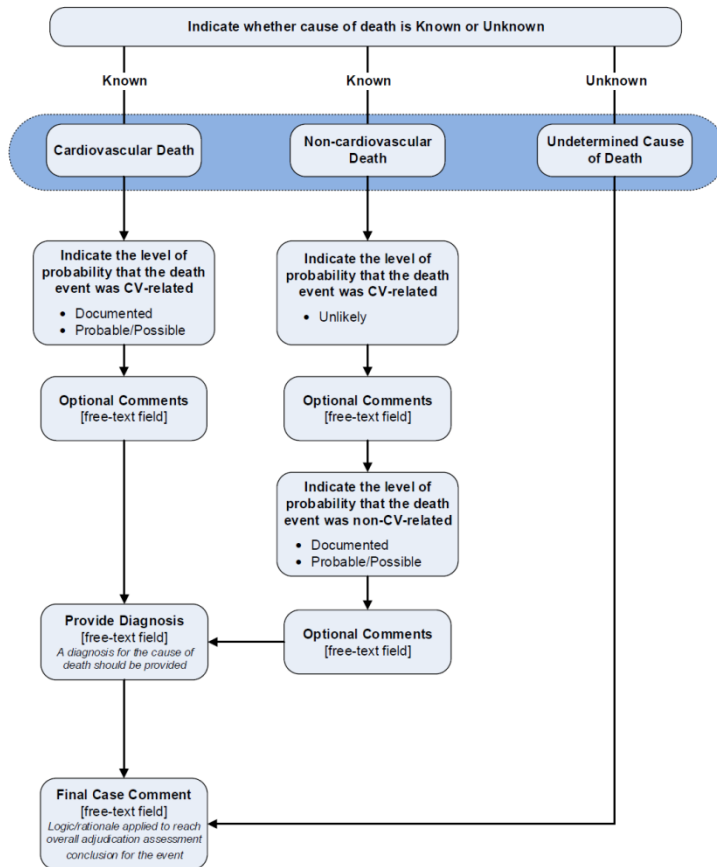 Indicate whether cause of death is Known or Unknown
Known
Known
Unknown
Cardiovascular Death
Non-cardiovascular
Death
Undetermined Cause
of Death
Indicate the level of
probability that the death
event was CV-related
• Documented
• Probable/Possible
Indicate the level of
probability that the death
event was CV-related
• Unlikely
Optional Comments
[free-text field]
Optional Comments
[free-text field]
Indicate the level of
probability that the death
event was non-CV-related
• Documented
• Probable/Possible
Provide Diagnosis
[free-text field]
A diagnosis for the cause of
death should be provided
Optional Comments
[free-text field]
Final Case Comment
[free-text field]
Logic/rationale applied to reach
overall adjudication assessment
conclusion for the event